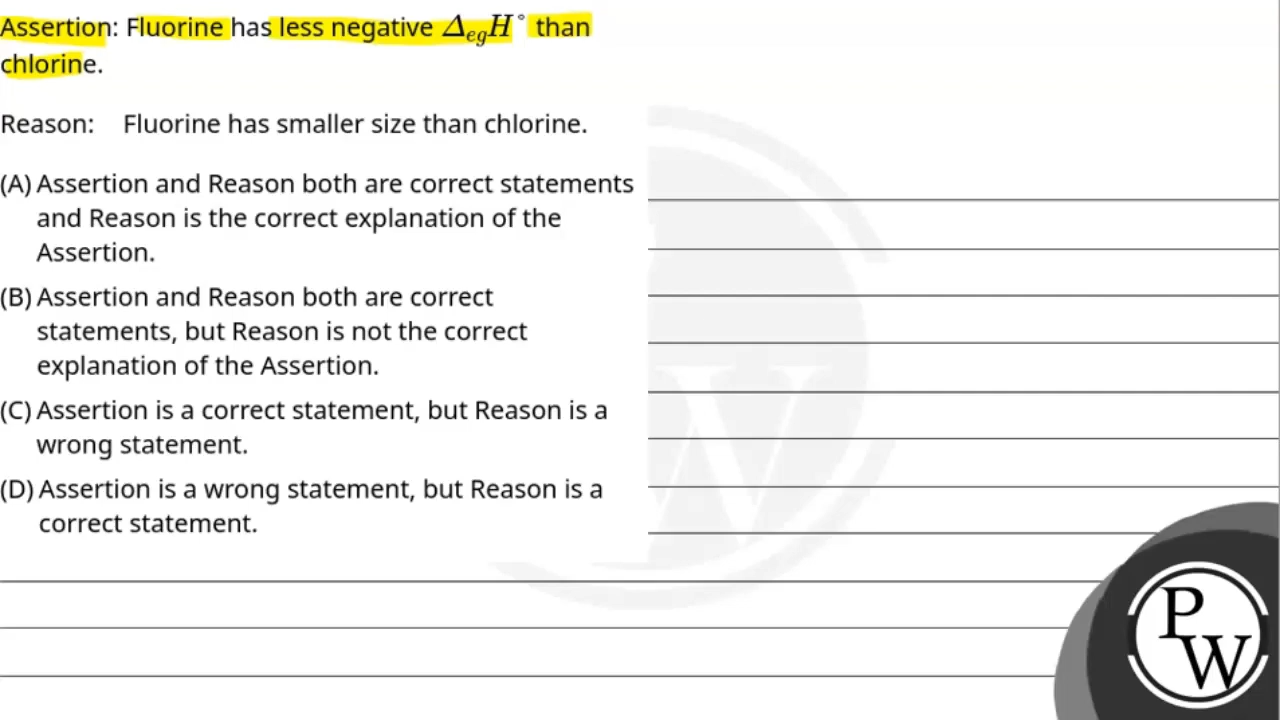 Assertion: Fluorine has less negative Δ_{eg}H° than
chlorine.
Reason: Fluorine has smaller size than chlorine.
(A) Assertion and Reason both are correct statements
and Reason is the correct explanation of the
Assertion.
(B) Assertion and Reason both are correct
statements, but Reason is not the correct
explanation of the Assertion.
(C) Assertion is a correct statement, but Reason is a
wrong statement.
(D) Assertion is a wrong statement, but Reason is a
correct statement.
P
W